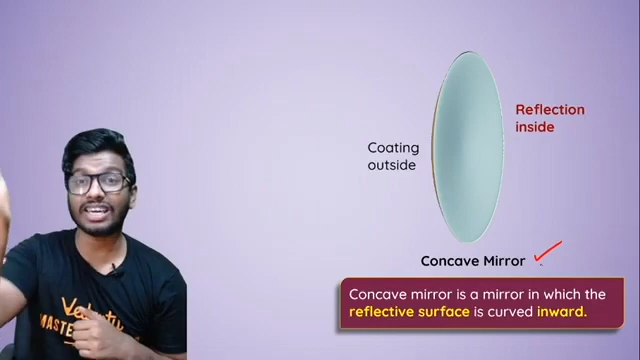 Reflection
inside
Coating
outside
Concave Mirror
Concave mirror is a mirror in which the
reflective surface is curved inward.